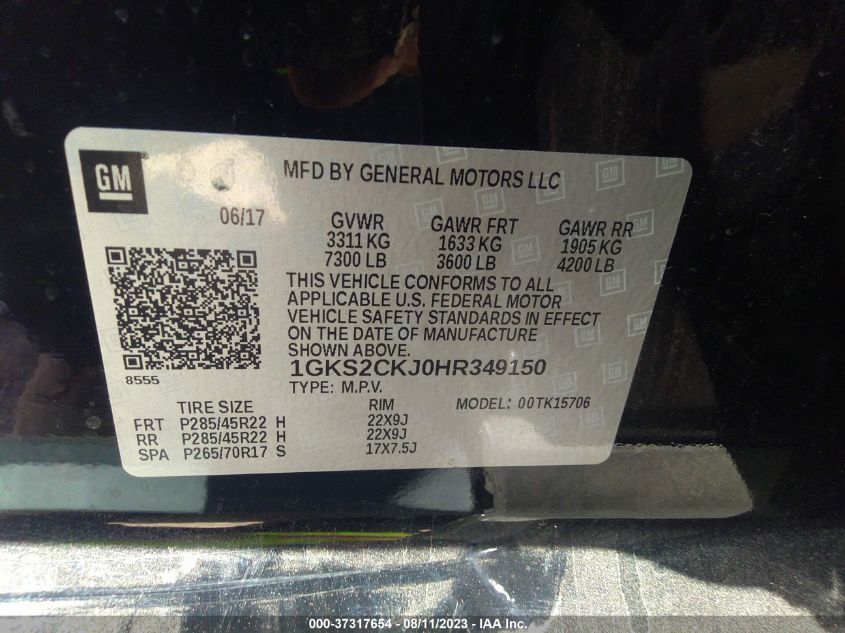 GM
MFD BY GENERAL MOTORS LLC
06/17
GVWR GAWR FRT GAWR RR
3311 KG 1633 KG 1905 KG
7300 LB 3600 LB 4200 LB
THIS VEHICLE CONFORMS TO ALL
APPLICABLE U.S. FEDERAL MOTOR
VEHICLE SAFETY STANDARDS IN EFFECT
ON THE DATE OF MANUFACTURE
SHOWN ABOVE.
8555
1GKS2CKJ0HR349150
TYPE: M.P.V.
MODEL: 00TK15706
TIRE SIZE RIM
FRT P285/45R22 H 22X9J
RR P285/45R22 H 22X9J
SPA P265/70R17 S 17X7.5J
000-37317654 - 08/11/2023 - IAA Inc.